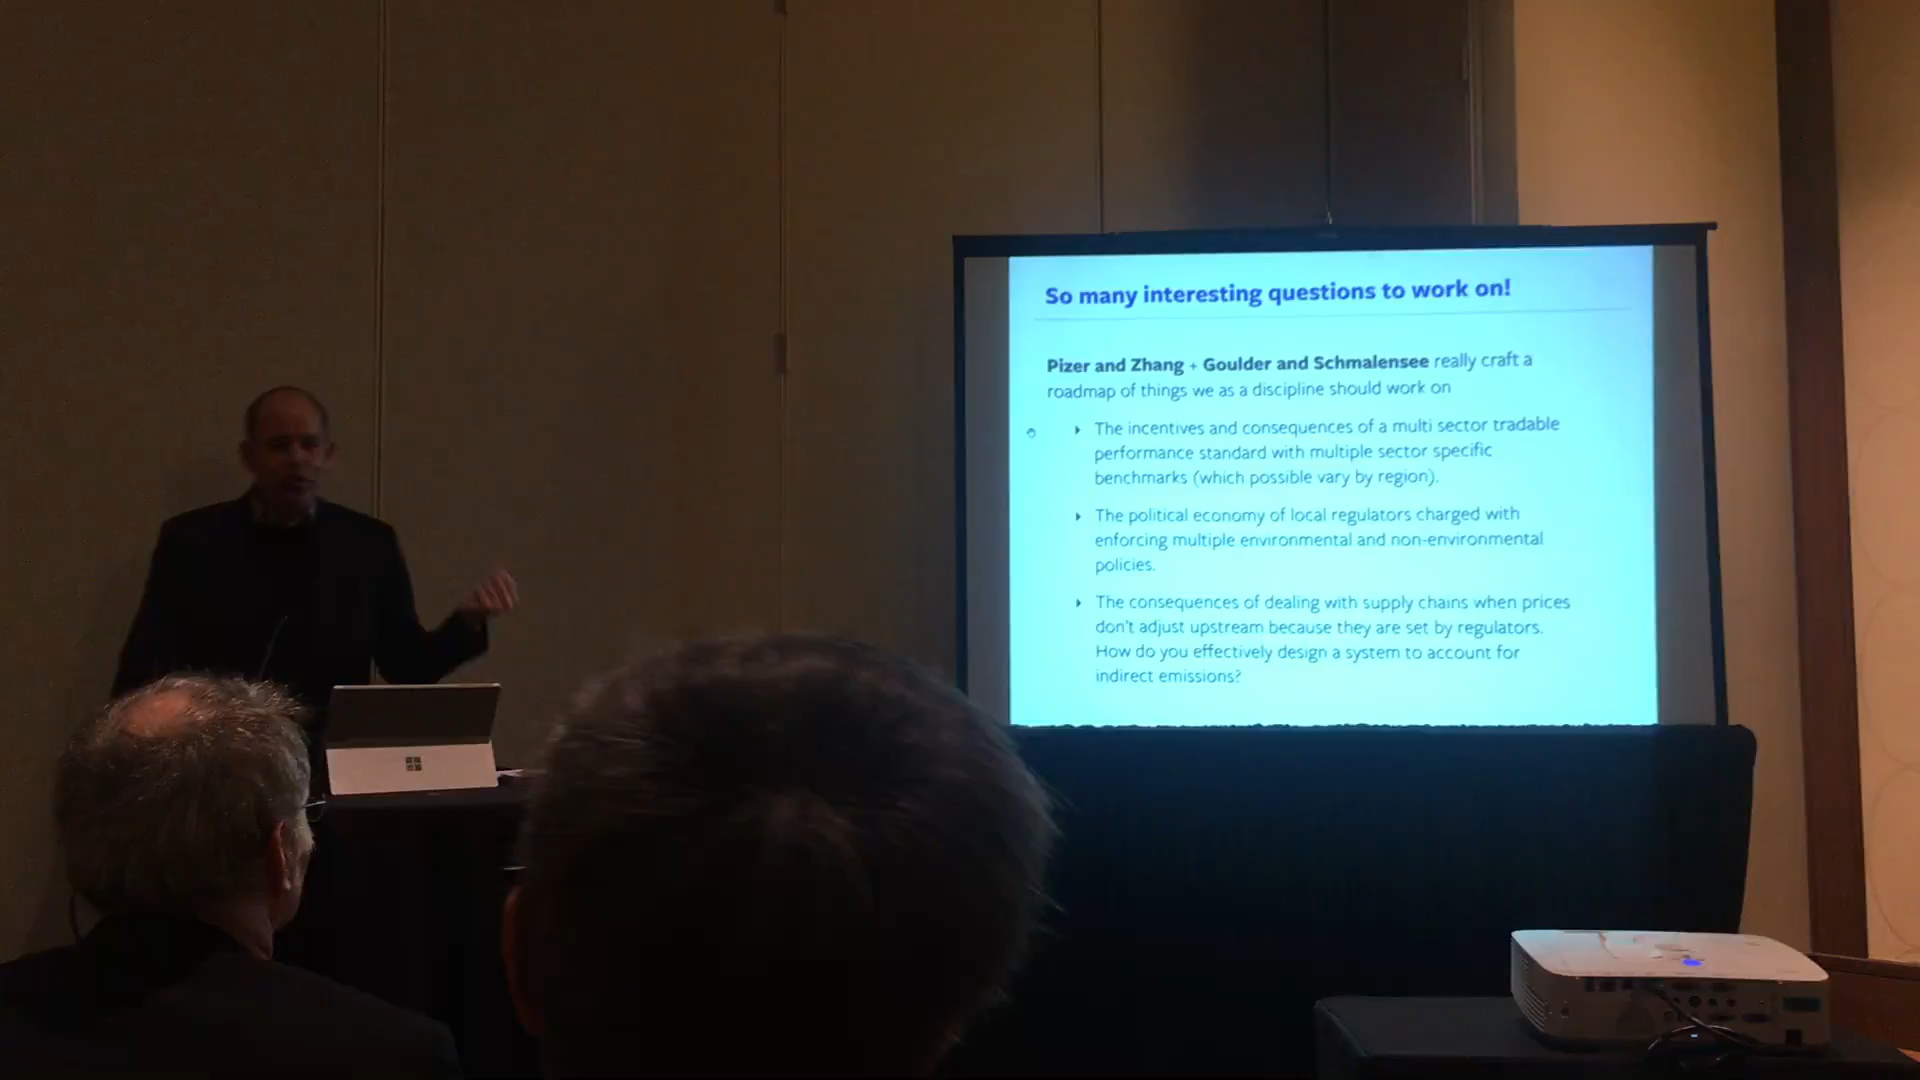 So many interesting questions to work on!
Pizer and Zhang + Goulder and Schmalensee really craft a
roadmap of things we as a discipline should work on
The incentives and consequences of a multi sector tradable
performance standard with multiple sector specific
benchmarks (which possible vary by region).
The political economy of local regulators charged with
enforcing multiple environmental and non-environmental
policies.
The consequences of dealing with supply chains when prices
don't adjust upstream because they are set by regulators.
How do you effectively design a system to account for
indirect emissions?